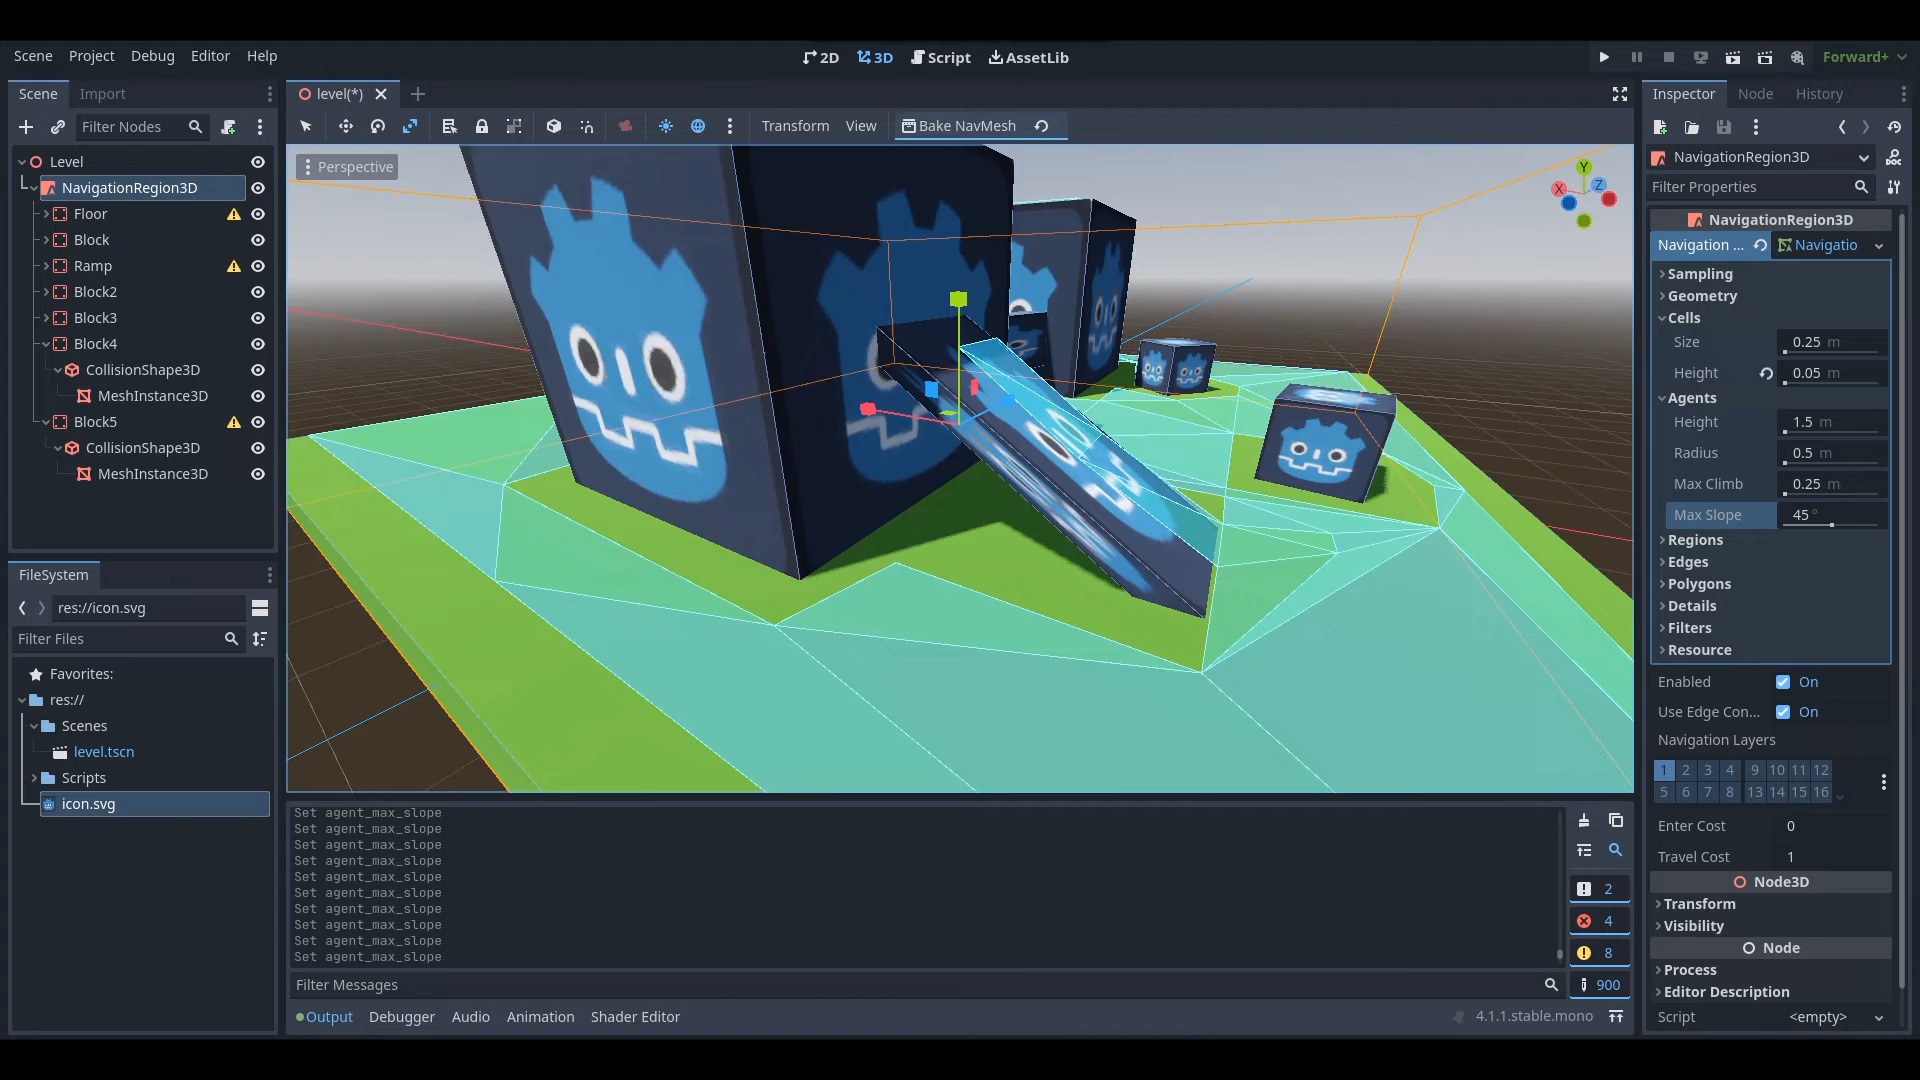 Scene Project Debug Editor Help
2D 3D Script AssetLib
Forward+
Scene Import
level(*)
Inspector Node History
Filter Nodes
Transform View Bake NavMesh
Level
NavigationRegion3D
Floor
Block
Ramp
Block2
Block3
Block4
CollisionShape3D
MeshInstance3D
Block5
CollisionShape3D
MeshInstance3D
FileSystem
res://icon.svg
Filter Files
Favorites:
res://
Scenes
level.tscn
Scripts
icon.svg
Perspective
Y
X
Z
Set agent_max_slope
Set agent_max_slope
Set agent_max_slope
Set agent_max_slope
Set agent_max_slope
Set agent_max_slope
Set agent_max_slope
Set agent_max_slope
Set agent_max_slope
Set agent_max_slope
2
4
8
Filter Messages
900
Output Debugger Audio Animation Shader Editor
4.1.1.stable.mono
NavigationRegion3D
Filter Properties
NavigationRegion3D
Navigation ... Navigatio
Sampling
Geometry
Cells
Size 0.25 m
Height 0.05 m
Agents
Height 1.5 m
Radius 0.5 m
Max Climb 0.25 m
Max Slope 45 °
Regions
Edges
Polygons
Details
Filters
Resource
Enabled On
Use Edge Con... On
Navigation Layers
1 2 3 4 9 10 11 12
5 6 7 8 13 14 15 16
Enter Cost 0
Travel Cost 1
Node3D
Transform
Visibility
Node
Process
Editor Description
Script <empty>